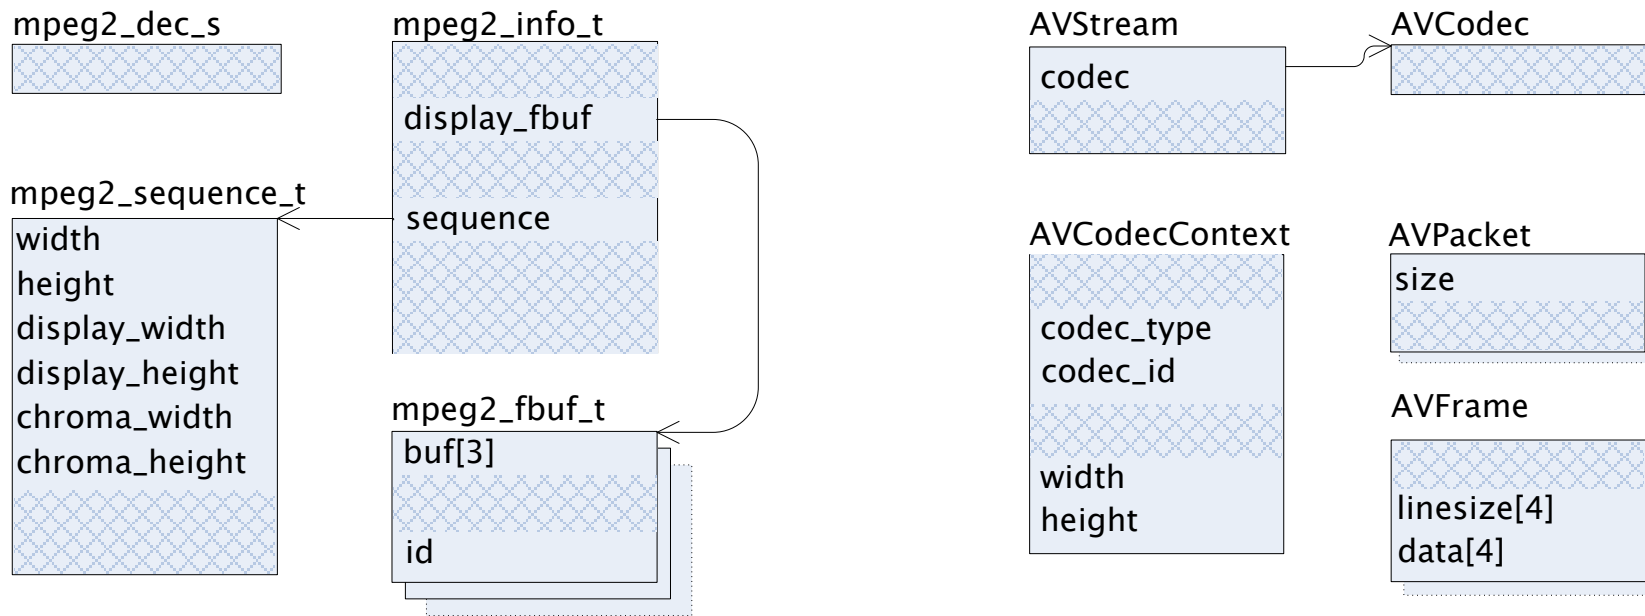 mpeg2_dec_s
mpeg2_info_t
display_fbuf
sequence
mpeg2_sequence_t
width
height
display_width
display_height
chroma_width
chroma_height
mpeg2_fbuf_t
buf[3]
id
AVStream
codec
AVCodec
AVCodecContext
codec_type
codec_id
width
height
AVPacket
size
AVFrame
linesize[4]
data[4]